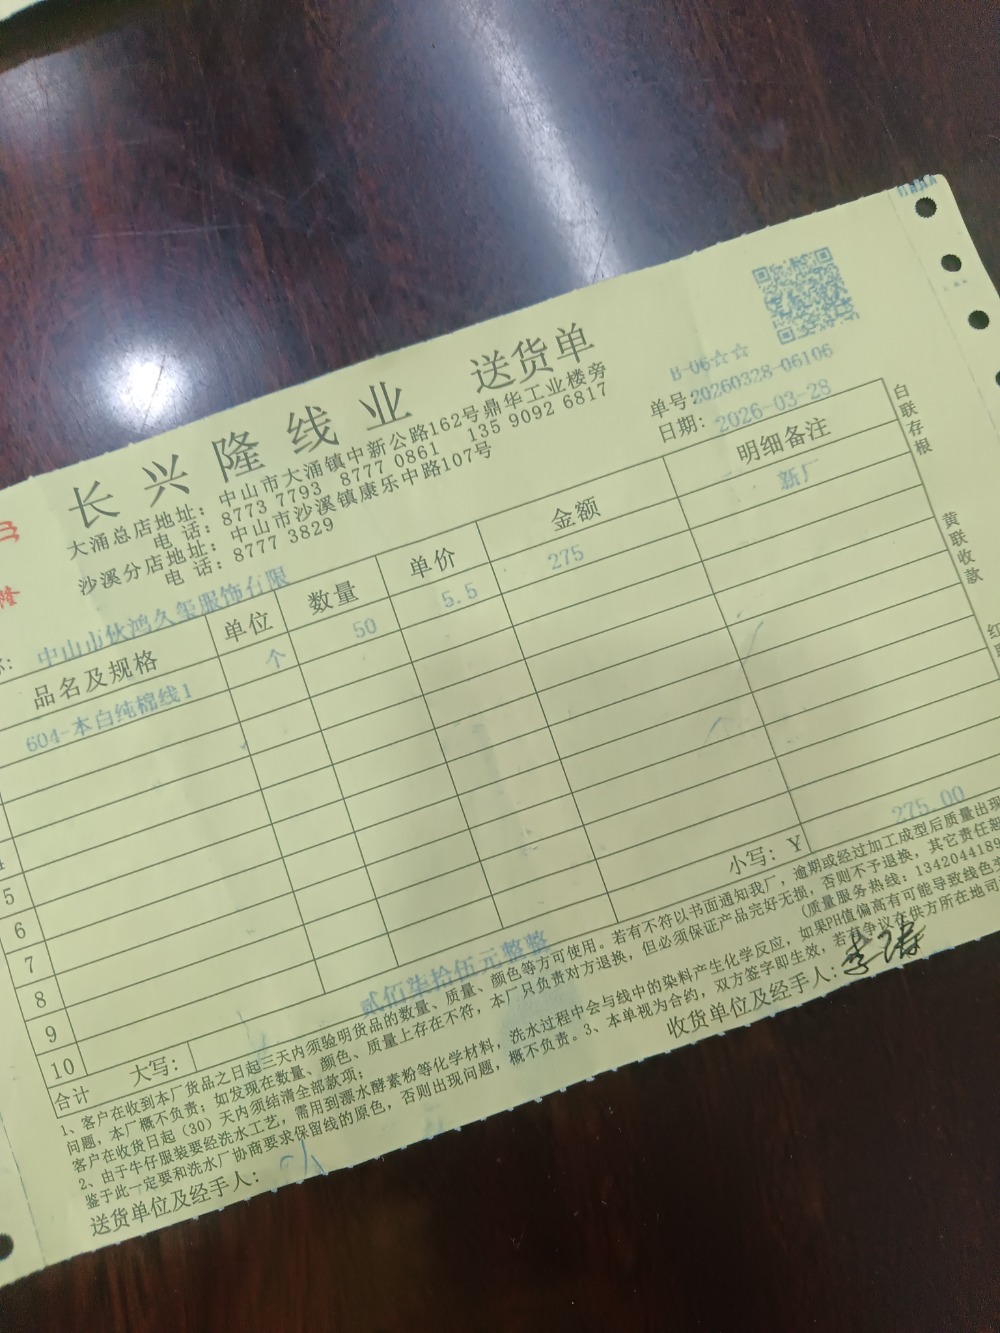 长兴隆线业 送货单
B-06☆☆
大涌总店地址：中山市大涌镇中新公路162号鼎华工业楼旁
单号 20260328-06106
电话：8773 7793 8777 0861 135 9092 6817
日期：2026-03-28
沙溪分店地址：中山市沙溪镇康乐中路107号
电话：8777 3829
中山市伙鸿久玺服饰有限
品名及规格 单位 数量 单价 金额 明细备注
604-本白纯棉线1 个 50 5.5 275 新厂
5
6
7
8
9
10
合计 大写： 贰佰柒拾伍元整整 小写：Y 275.00
1、客户在收到本厂货品之日起三天内须验明货品的数量、质量、颜色等方可使用。若有不符以书面通知我厂，逾期或经过加工成型后质量出现
问题，本厂概不负责；如发现在数量、颜色、质量上存在不符，本厂只负责对方退换，但必须保证产品完好无损，否则不予退换，其它责任
客户在收货日起（30）天内须结清全部款项；（质量服务热线：134204418
2、由于牛仔服装要经洗水工艺，需用到漂水酵素粉等化学材料，洗水过程中会与线中的染料产生化学反应，如果PH值偏高有可能导致线色
鉴于此一定要和洗水厂协商要求保留线的原色，否则出现问题，概不负责。3、本单视为合约，双方签字即生效，若有争议在供方所在地司
送货单位及经手人：
收货单位及经手人：李
白联存根
黄联收款
红
隆